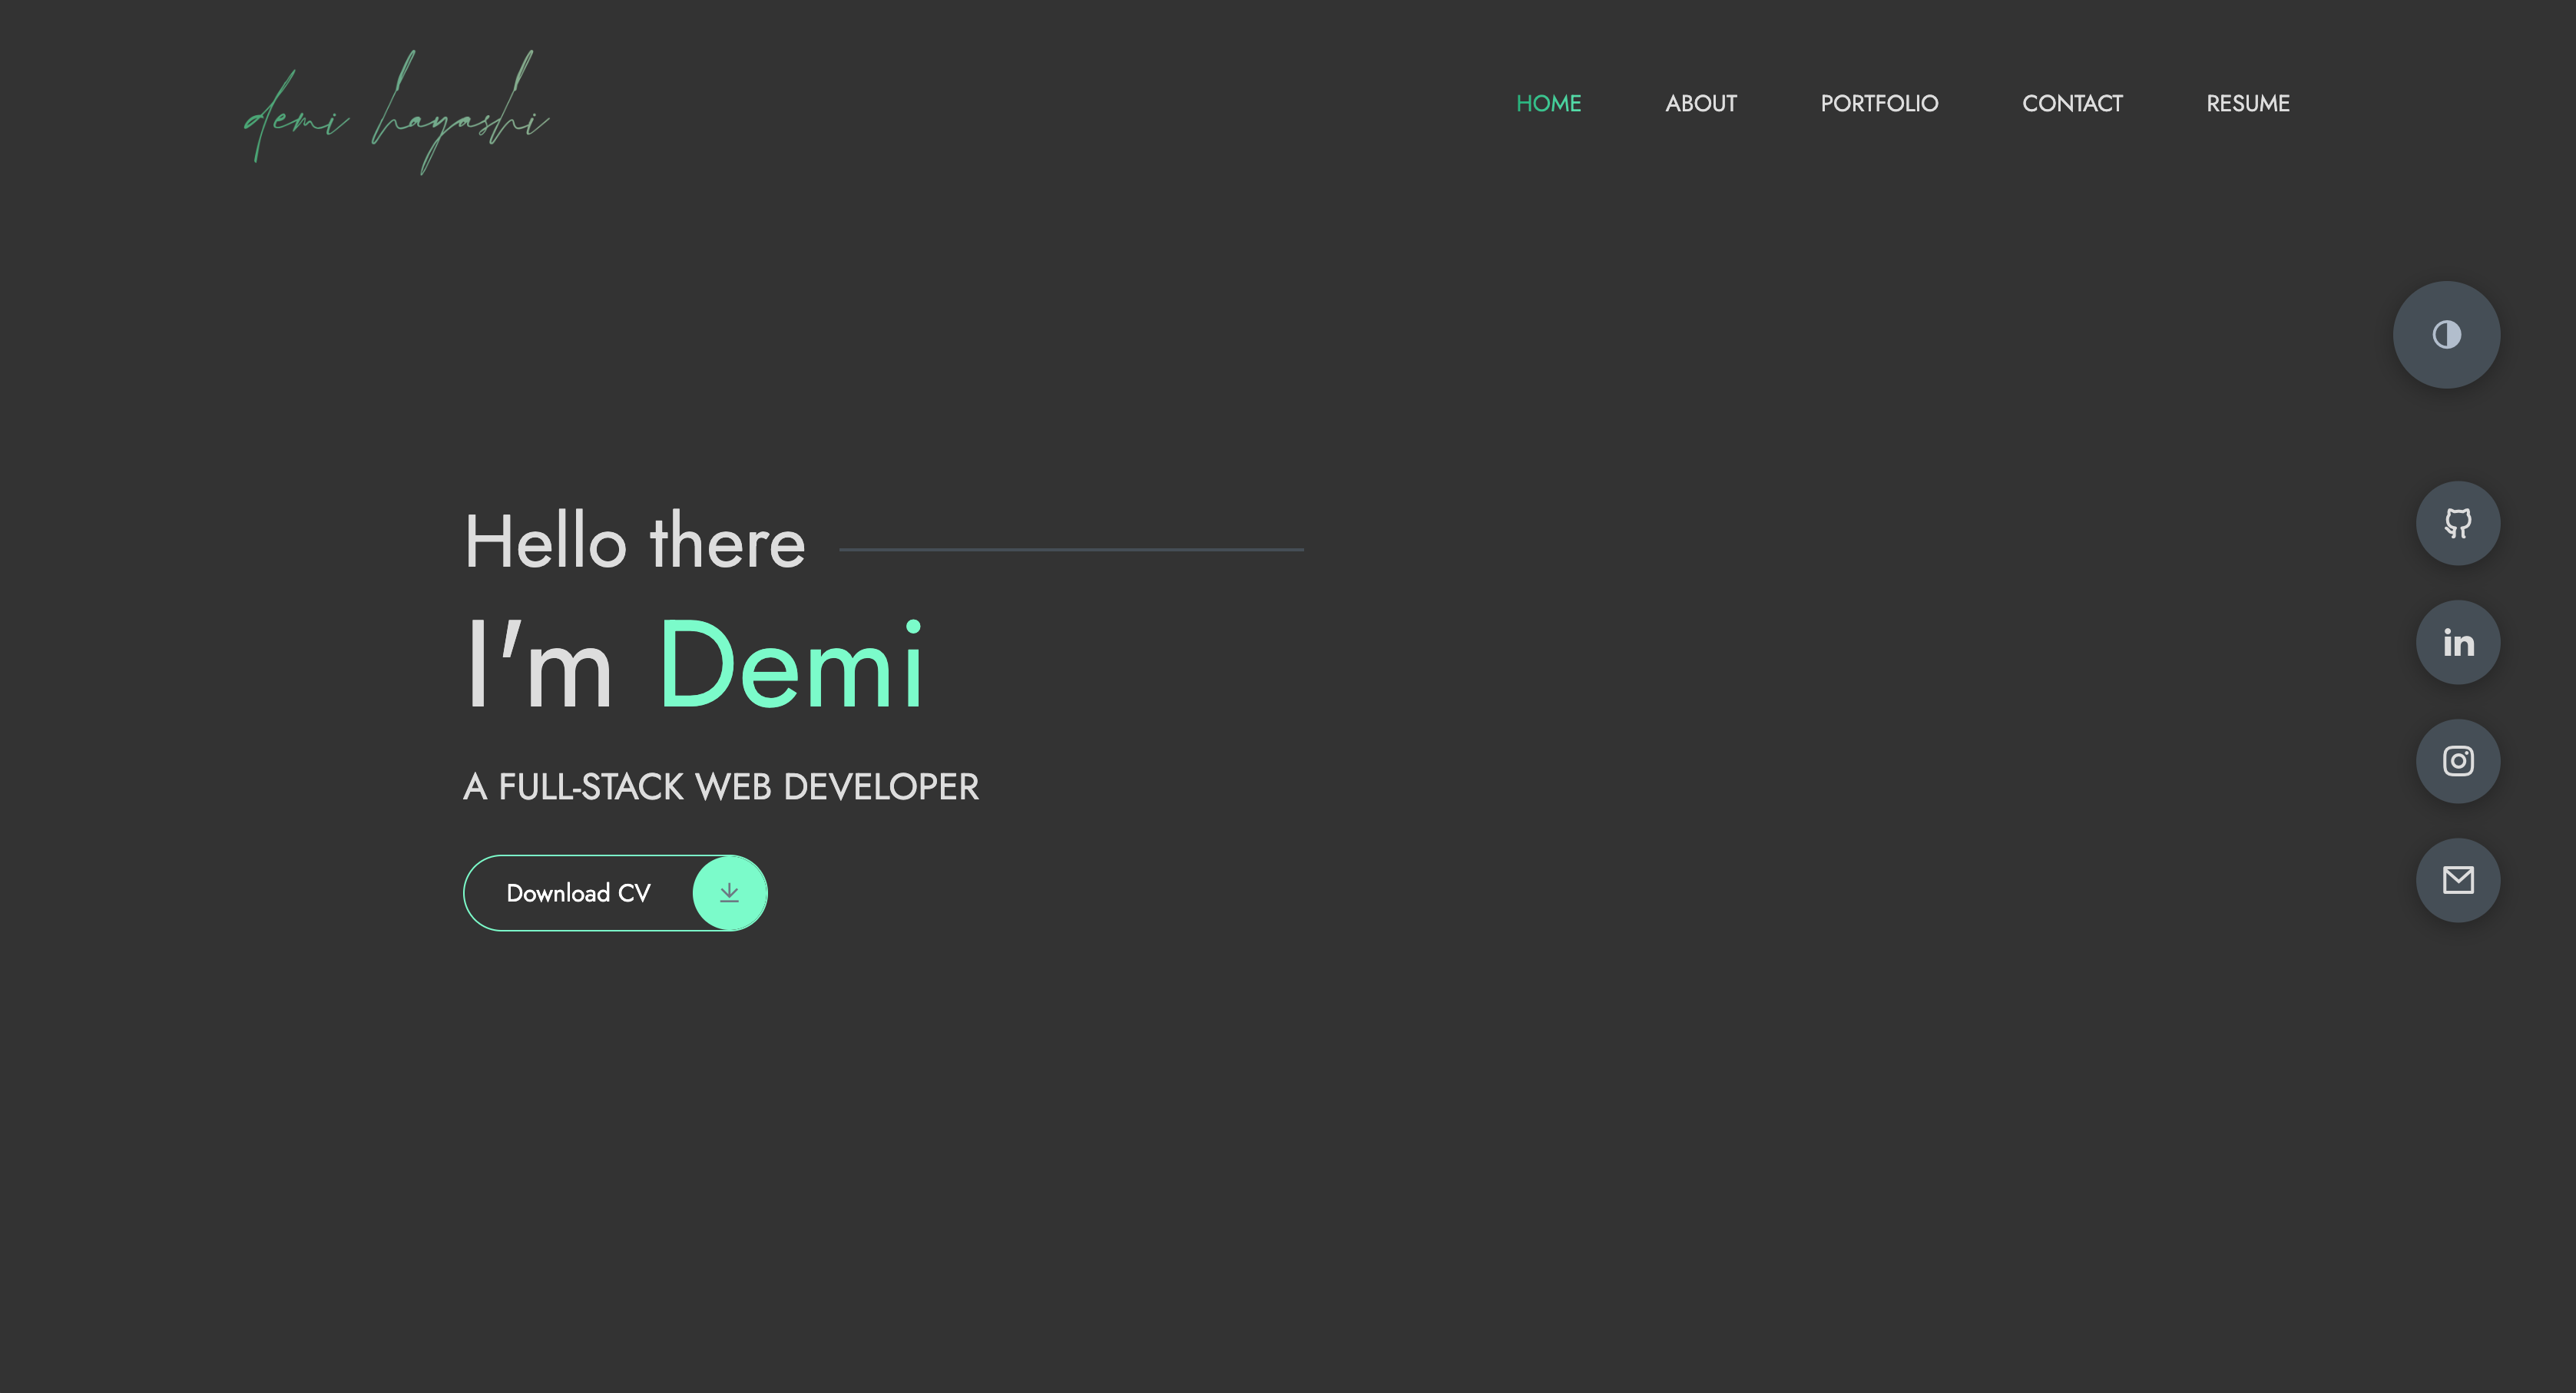 demi hayashi
HOME ABOUT PORTFOLIO CONTACT RESUME
Hello there
I'm Demi
A FULL-STACK WEB DEVELOPER
Download CV
in